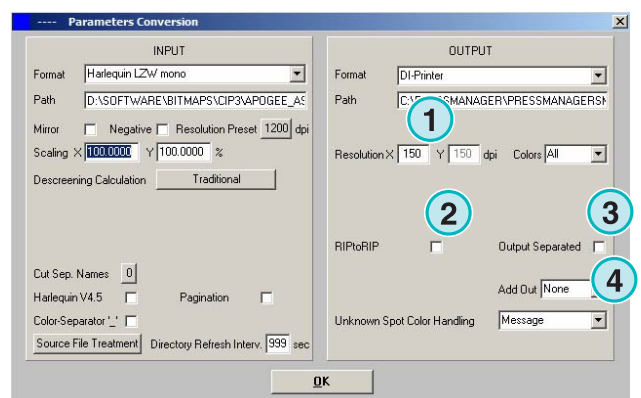 ---- Parameters Conversion
INPUT
Format Harlequin LZW mono
Path D:\SOFTWARE\BITMAPS\CIP3\APOGEE_AS
Mirror Negative Resolution Preset 1200 dpi
Scaling X 100.0000 Y 100.0000 %
Descreening Calculation Traditional
Cut Sep. Names 0
Harlequin V4.5 Pagination
Color-Separator '_'
Source File Treatment Directory Refresh Interv. 999 sec
OUTPUT
Format DI-Printer
Path
1
Resolution X 150 Y 150 dpi Colors All
2
3
RIPtoRIP Output Separated
4
Add Out None
Unknown Spot Color Handling Message
OK